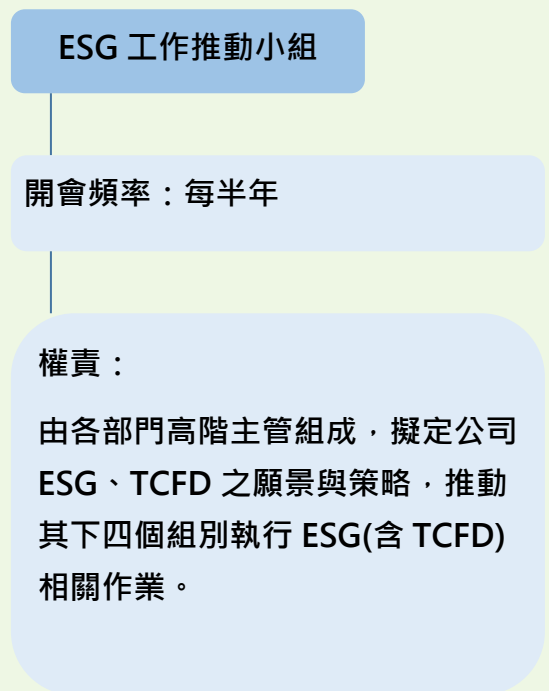 ESG 工作推動小組
開會頻率：每半年
權責：
由各部門高階主管組成，擬定公司
ESG、TCFD 之願景與策略，推動
其下四個組別執行 ESG(含 TCFD)
相關作業。